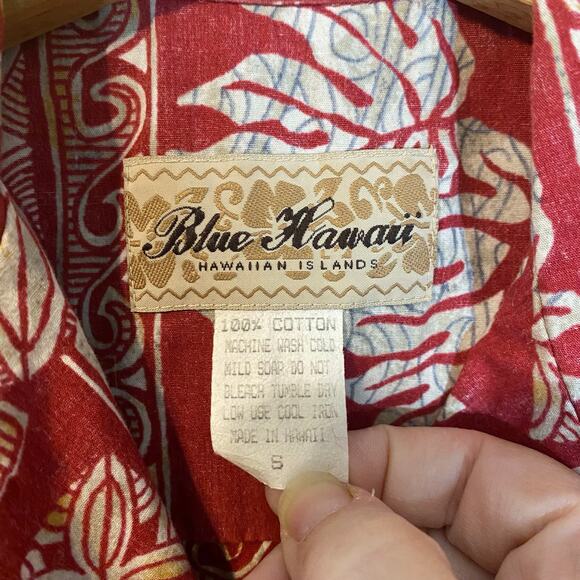 Blue Hawaii
HAWAIIAN ISLANDS
100% COTTON
MACHINE WASH COLD
MILD SOAP DO NOT
BLEACH TUMBLE DRY
LOW USE COOL IRON
MADE IN HAWAII
S